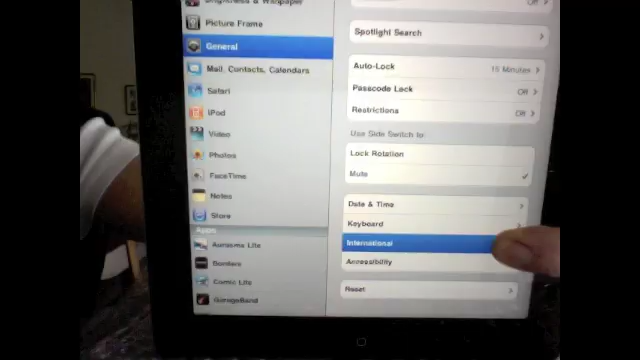 Brightness & Wallpaper
Picture Frame
General
Mail, Contacts, Calendars
Safari
iPod
Video
Photos
FaceTime
Notes
Store
Apps
Aurasma Lite
Borders
Comic Life
GarageBand
Off
Spotlight Search
Auto-Lock 15 Minutes
Passcode Lock Off
Restrictions Off
Use Side Switch to:
Lock Rotation
Mute
Date & Time
Keyboard
International
Accessibility
Reset